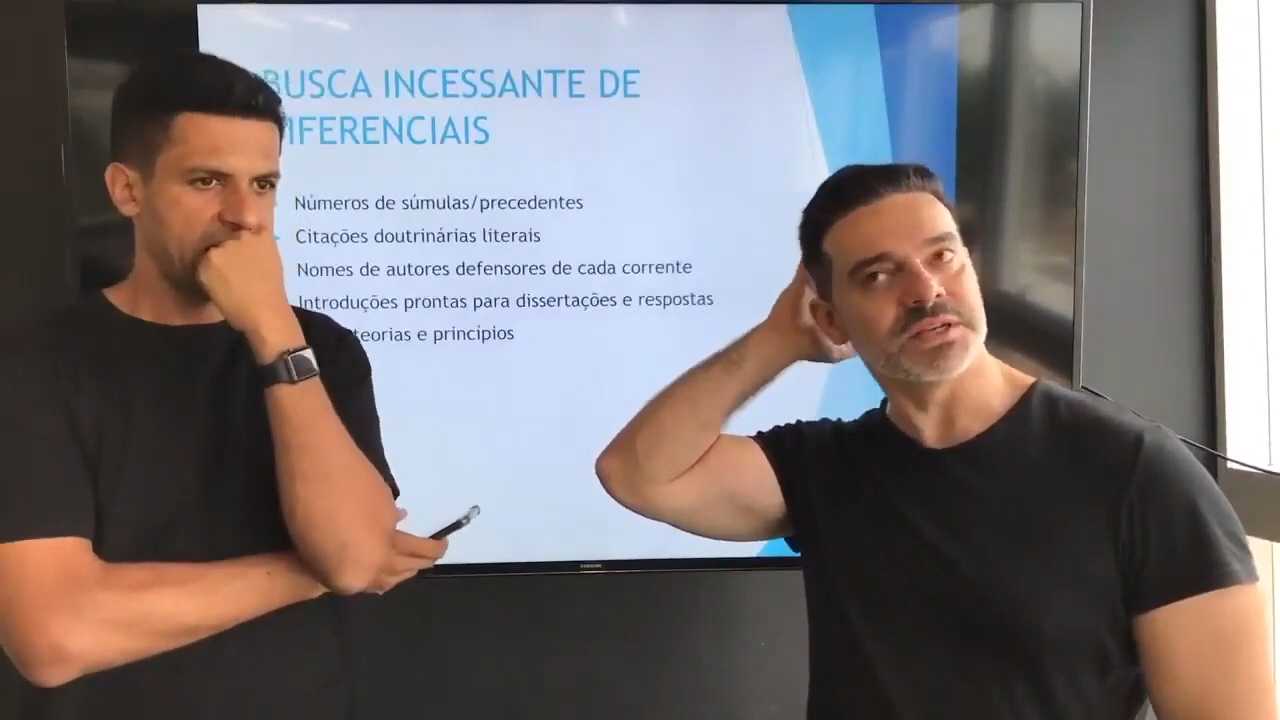 BUSCA INCESSANTE DE
IFERENCIAIS
Números de súmulas/precedentes
Citações doutrinárias literais
Nomes de autores defensores de cada corrente
Introduções prontas para dissertações e respostas
teorias e princípios
SAMSUNG